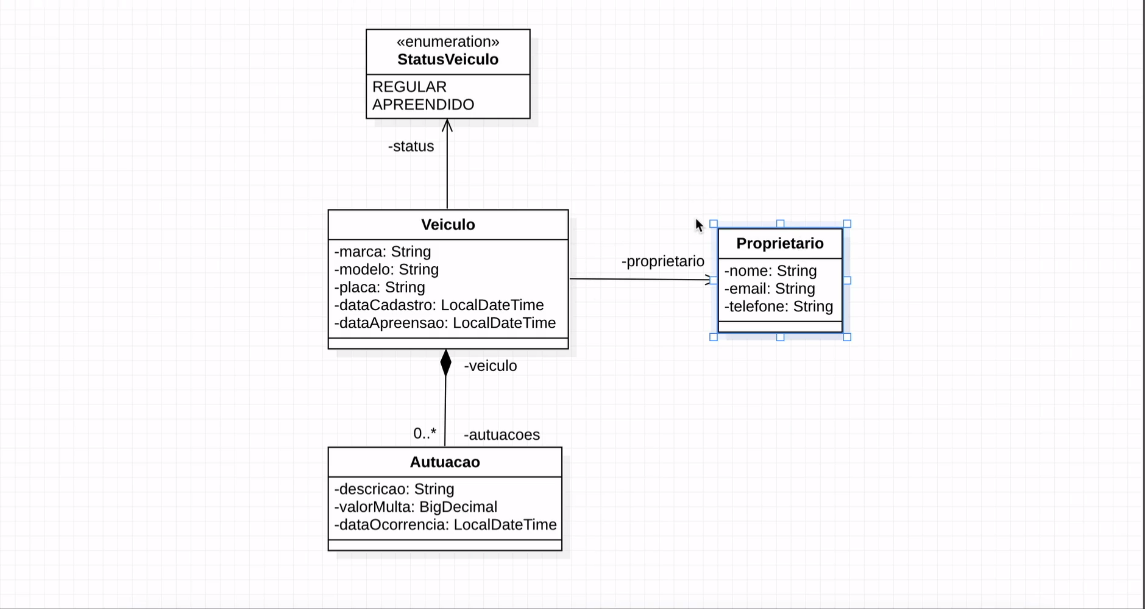 «enumeration»
StatusVeiculo
REGULAR
APREENDIDO
-status
Veiculo
-marca: String
-modelo: String
-placa: String
-dataCadastro: LocalDateTime
-dataApreensao: LocalDateTime
-proprietario
Proprietario
-nome: String
-email: String
-telefone: String
-veiculo
0..*
-autuacoes
Autuacao
-descricao: String
-valorMulta: BigDecimal
-dataOcorrencia: LocalDateTime